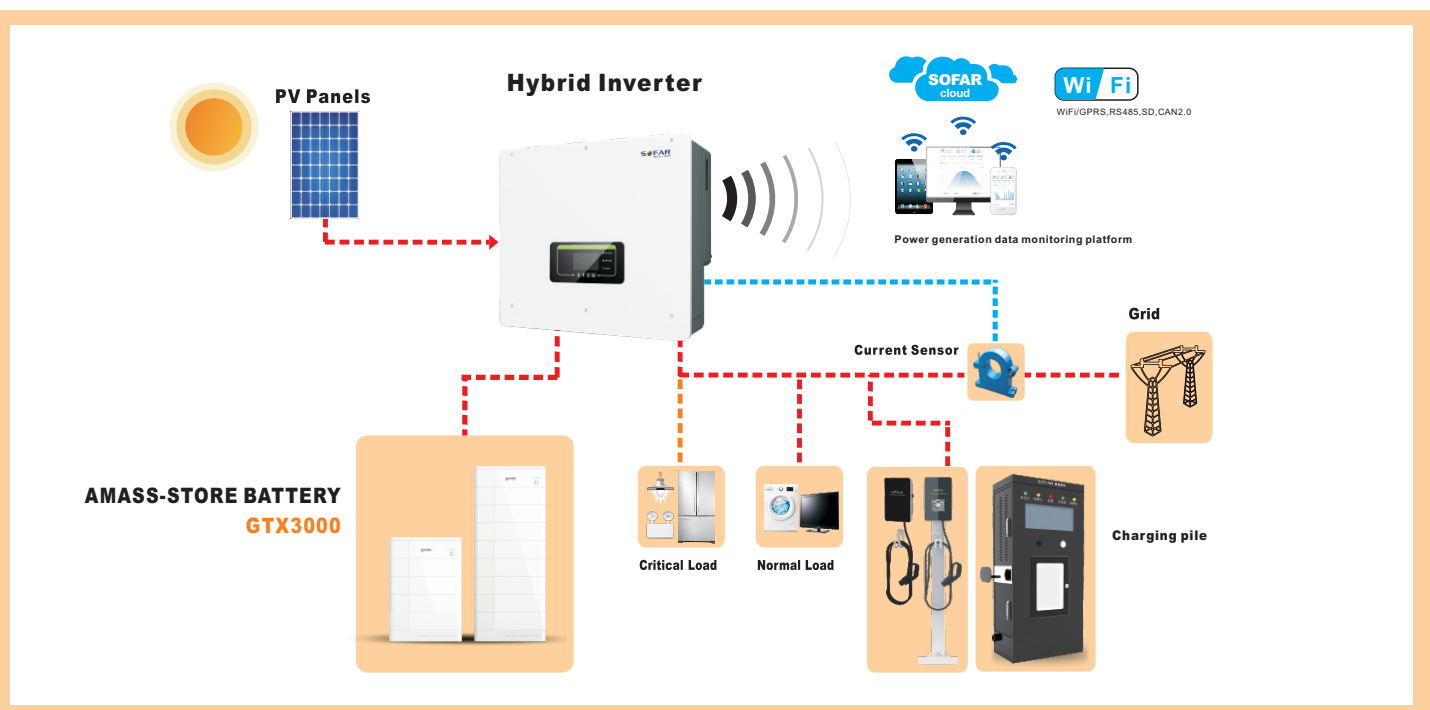 PV Panels
Hybrid Inverter
SOFAR
SOFAR
cloud
Wi Fi
WiFi/GPRS,RS485,SD,CAN2.0
Power generation data monitoring platform
Grid
Current Sensor
AMASS-STORE BATTERY
GTX3000
Critical Load
Normal Load
Charging pile